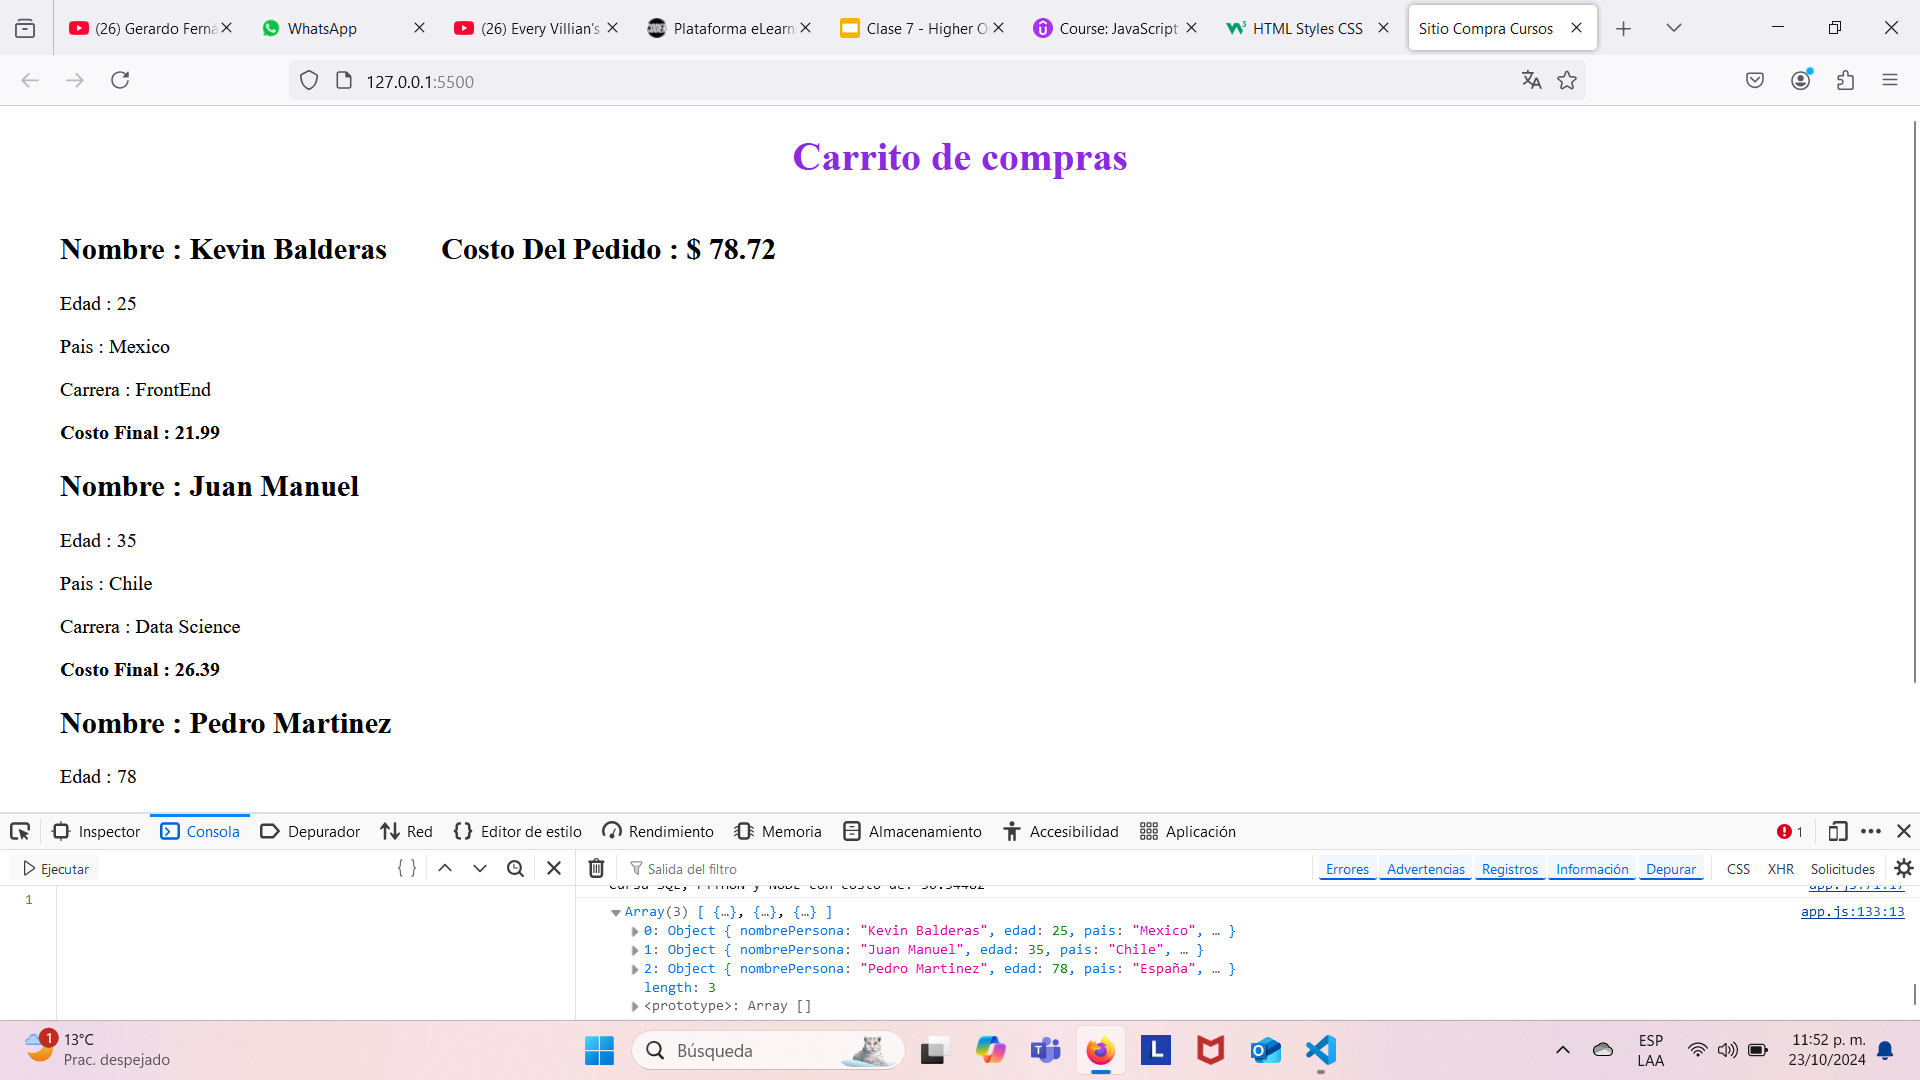 (26) Gerardo Ferná
WhatsApp
(26) Every Villian's
Plataforma eLearn
Clase 7 - Higher O
Course: JavaScript
HTML Styles CSS
Sitio Compra Cursos
127.0.0.1:5500
Carrito de compras
Nombre : Kevin Balderas
Costo Del Pedido : $ 78.72
Edad : 25
Pais : Mexico
Carrera : FrontEnd
Costo Final : 21.99
Nombre : Juan Manuel
Edad : 35
Pais : Chile
Carrera : Data Science
Costo Final : 26.39
Nombre : Pedro Martinez
Edad : 78
Inspector Consola Depurador Red Editor de estilo Rendimiento Memoria Almacenamiento Accesibilidad Aplicación 1
Ejecutar { } Salida del filtro Errores Advertencias Registros Información Depurar CSS XHR Solicitudes
1
Array(3) [ {…}, {…}, {…} ] app.js:133:13
0: Object { nombrePersona: "Kevin Balderas", edad: 25, pais: "Mexico", … }
1: Object { nombrePersona: "Juan Manuel", edad: 35, pais: "Chile", … }
2: Object { nombrePersona: "Pedro Martinez", edad: 78, pais: "España", … }
length: 3
<prototype>: Array []
1
13°C
Prac. despejado
Búsqueda
L
ESP
LAA
11:52 p. m.
23/10/2024